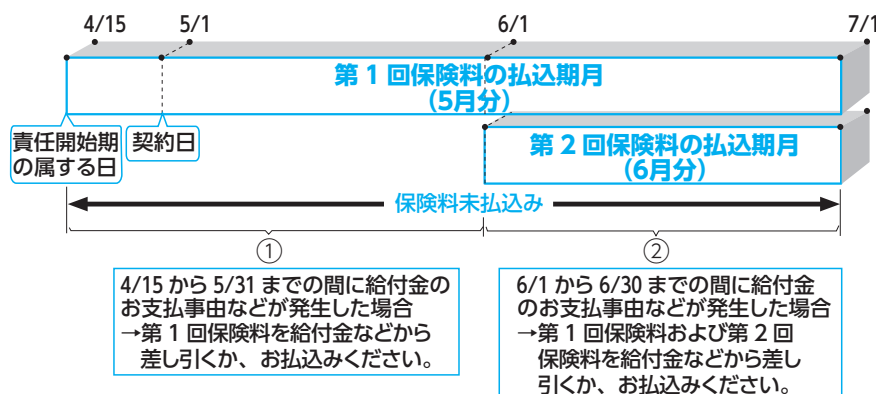 4/15 5/1 6/1 7/1
第1回保険料の払込期月
(5月分)
責任開始期
の属する日
契約日
第2回保険料の払込期月
(6月分)
保険料未払込み
① ②
4/15 から 5/31 までの間に給付金の
お支払事由などが発生した場合
→第1回保険料を給付金などから
差し引くか、お払込みください。
6/1 から 6/30 までの間に給付金
のお支払事由などが発生した場合
→第1回保険料および第2回
保険料を給付金などから差し
引くか、お払込みください。